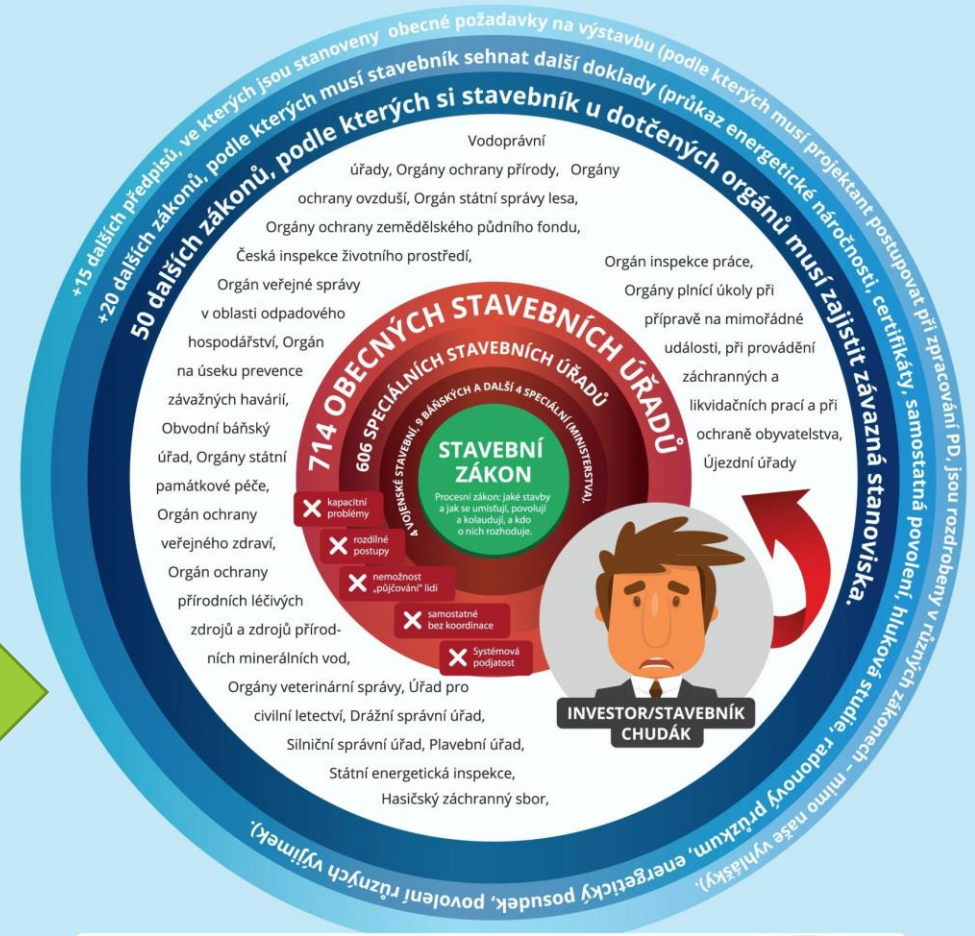 +15 dalších předpisů, ve kterých jsou stanoveny obecné požadavky na výstavbu (podle kterých musí projektant postupovat při zpracování PD, jsou rozdrobeny v různých zákonech – mimo naše vyhlášky).
+20 dalších zákonů, podle kterých musí stavebník sehnat další doklady (průkaz energetické náročnosti, certifikáty, samostatná povolení, hluková studie, radonový průzkum, energetický posudek, povolení různých výjimek).
50 dalších zákonů, podle kterých si stavebník u dotčených orgánů musí zajistit závazná stanoviska.
Vodoprávní
úřady, Orgány ochrany přírody, Orgány
ochrany ovzduší, Orgán státní správy lesa,
Orgány ochrany zemědělského půdního fondu,
Česká inspekce životního prostředí,
Orgán veřejné správy
v oblasti odpadového
hospodářství, Orgán
na úseku prevence
závažných havárií,
Obvodní báňský
úřad, Orgány státní
památkové péče,
Orgán ochrany
veřejného zdraví,
Orgán ochrany
přírodních léčivých
zdrojů a zdrojů přírod-
ních minerálních vod,
Orgány veterinární správy, Úřad pro
civilní letectví, Drážní správní úřad,
Silniční správní úřad, Plavební úřad,
Státní energetická inspekce,
Hasičský záchranný sbor,
Orgán inspekce práce,
Orgány plnící úkoly při
přípravě na mimořádné
události, při provádění
záchranných a
likvidačních prací a při
ochraně obyvatelstva,
Újezdní úřady
714 OBECNÝCH STAVEBNÍCH ÚŘADŮ
606 SPECIÁLNÍCH STAVEBNÍCH ÚŘADŮ
4 VOJENSKÉ STAVEBNÍ, 9 BÁŇSKÝCH A DALŠÍ 4 SPECIÁLNÍ (MINISTERSTVA).
STAVEBNÍ
ZÁKON
Procesní zákon: jaké stavby
a jak se umisťují, povolují
a kolaudují, a kdo
o nich rozhoduje.
kapacitní
problémy
rozdílné
postupy
nemožnost
„půjčování" lidí
samostatné
bez koordinace
Systémová
podjatost
INVESTOR/STAVEBNÍK
CHUDÁK